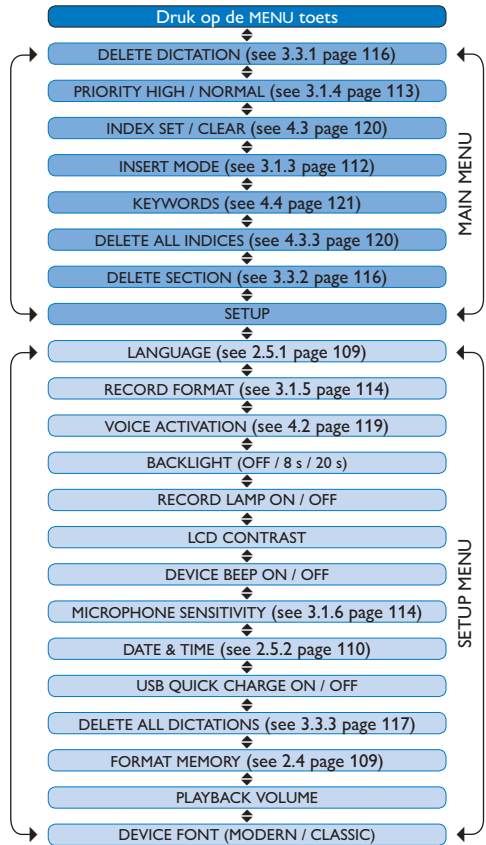 Druk op de MENU toets
DELETE DICTATION (see 3.3.1 page 116)
PRIORITY HIGH / NORMAL (see 3.1.4 page 113)
INDEX SET / CLEAR (see 4.3 page 120)
INSERT MODE (see 3.1.3 page 112)
KEYWORDS (see 4.4 page 121)
DELETE ALL INDICES (see 4.3.3 page 120)
DELETE SECTION (see 3.3.2 page 116)
SETUP
MAIN MENU
LANGUAGE (see 2.5.1 page 109)
RECORD FORMAT (see 3.1.5 page 114)
VOICE ACTIVATION (see 4.2 page 119)
BACKLIGHT (OFF / 8 s / 20 s)
RECORD LAMP ON / OFF
LCD CONTRAST
DEVICE BEEP ON / OFF
MICROPHONE SENSITIVITY (see 3.1.6 page 114)
DATE & TIME (see 2.5.2 page 110)
USB QUICK CHARGE ON / OFF
DELETE ALL DICTATIONS (see 3.3.3 page 117)
FORMAT MEMORY (see 2.4 page 109)
PLAYBACK VOLUME
DEVICE FONT (MODERN / CLASSIC)
SETUP MENU